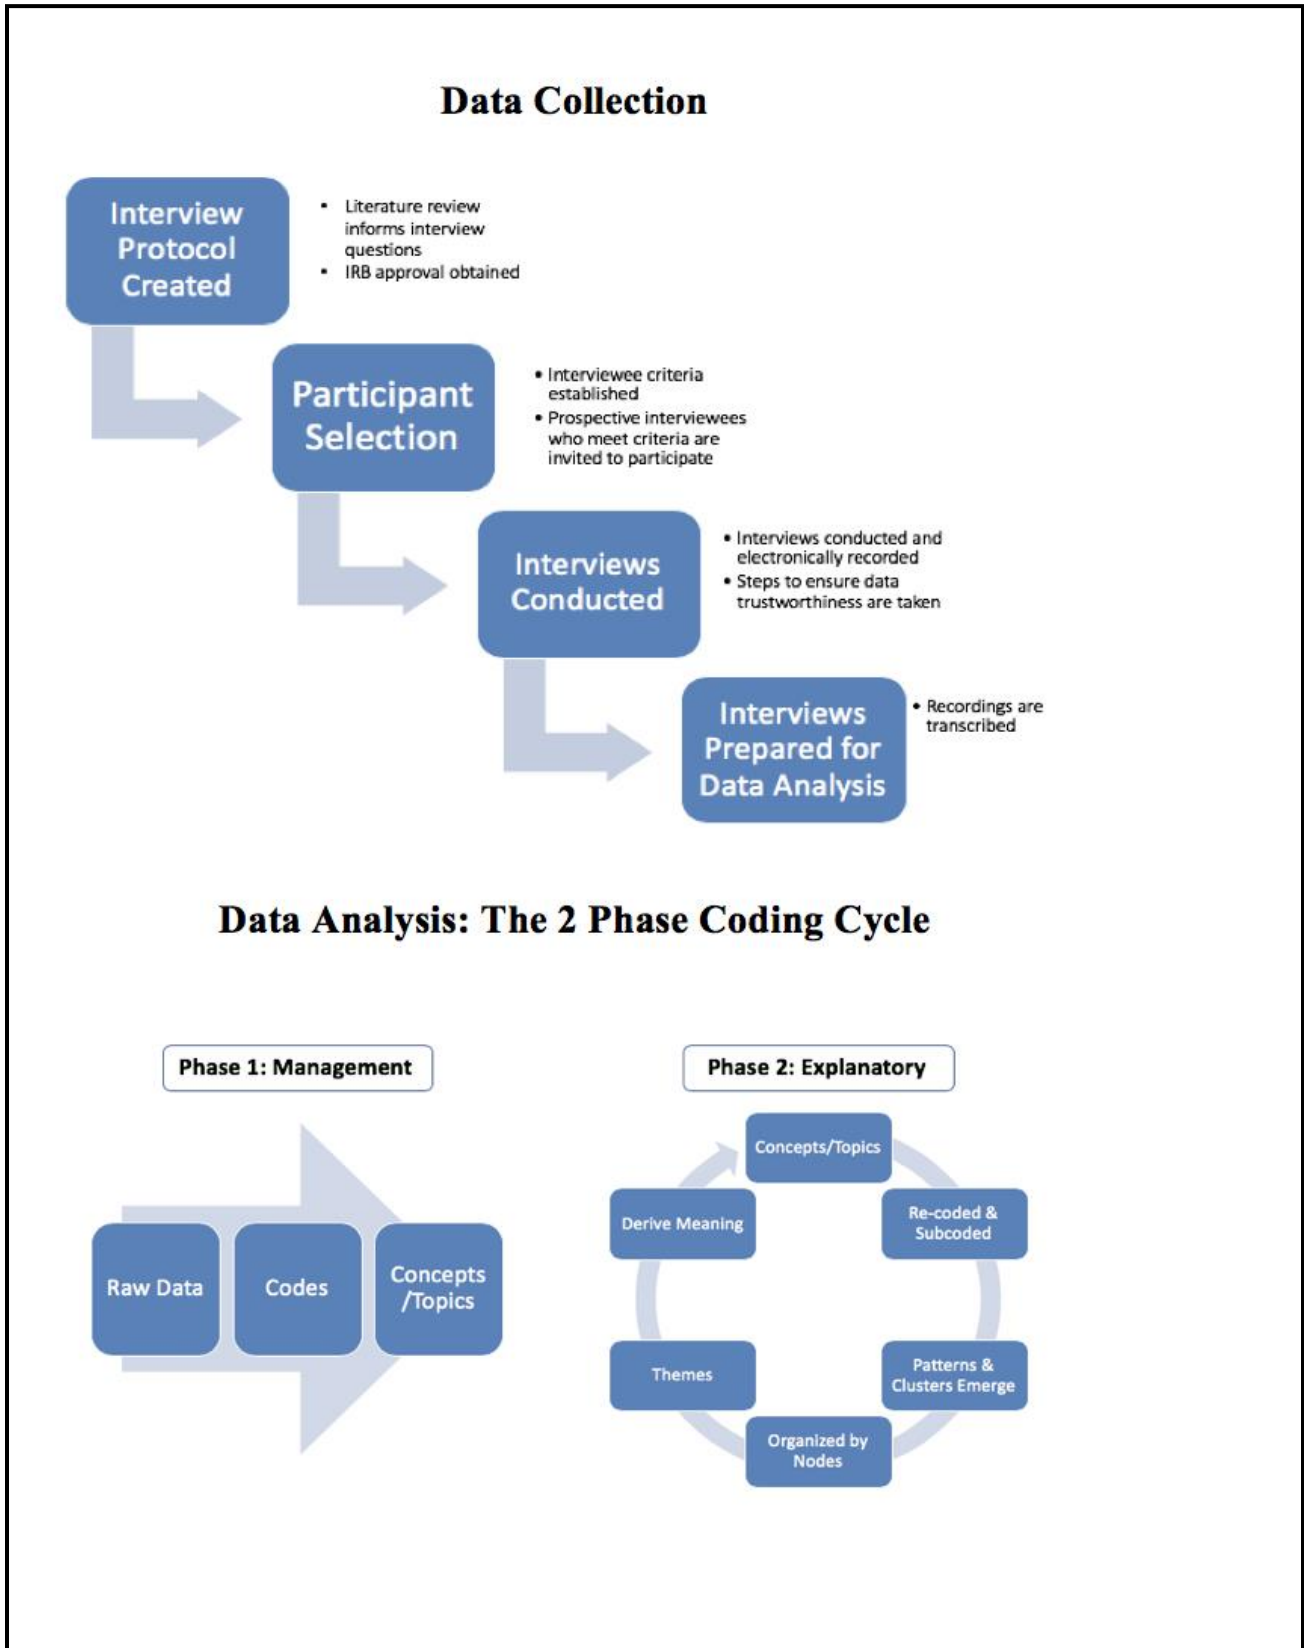 Data Collection
Interview
Protocol
Created
• Literature review
informs interview
questions
• IRB approval obtained
Participant
Selection
• Interviewee criteria
established
• Prospective interviewees
who meet criteria are
invited to participate
Interviews
Conducted
• Interviews conducted and
electronically recorded
• Steps to ensure data
trustworthiness are taken
Interviews
Prepared for
Data Analysis
• Recordings are
transcribed
Data Analysis: The 2 Phase Coding Cycle
Phase 1: Management
Raw Data
Codes
Concepts
/Topics
Phase 2: Explanatory
Concepts/Topics
Re-coded &
Subcoded
Patterns &
Clusters Emerge
Organized by
Nodes
Themes
Derive Meaning